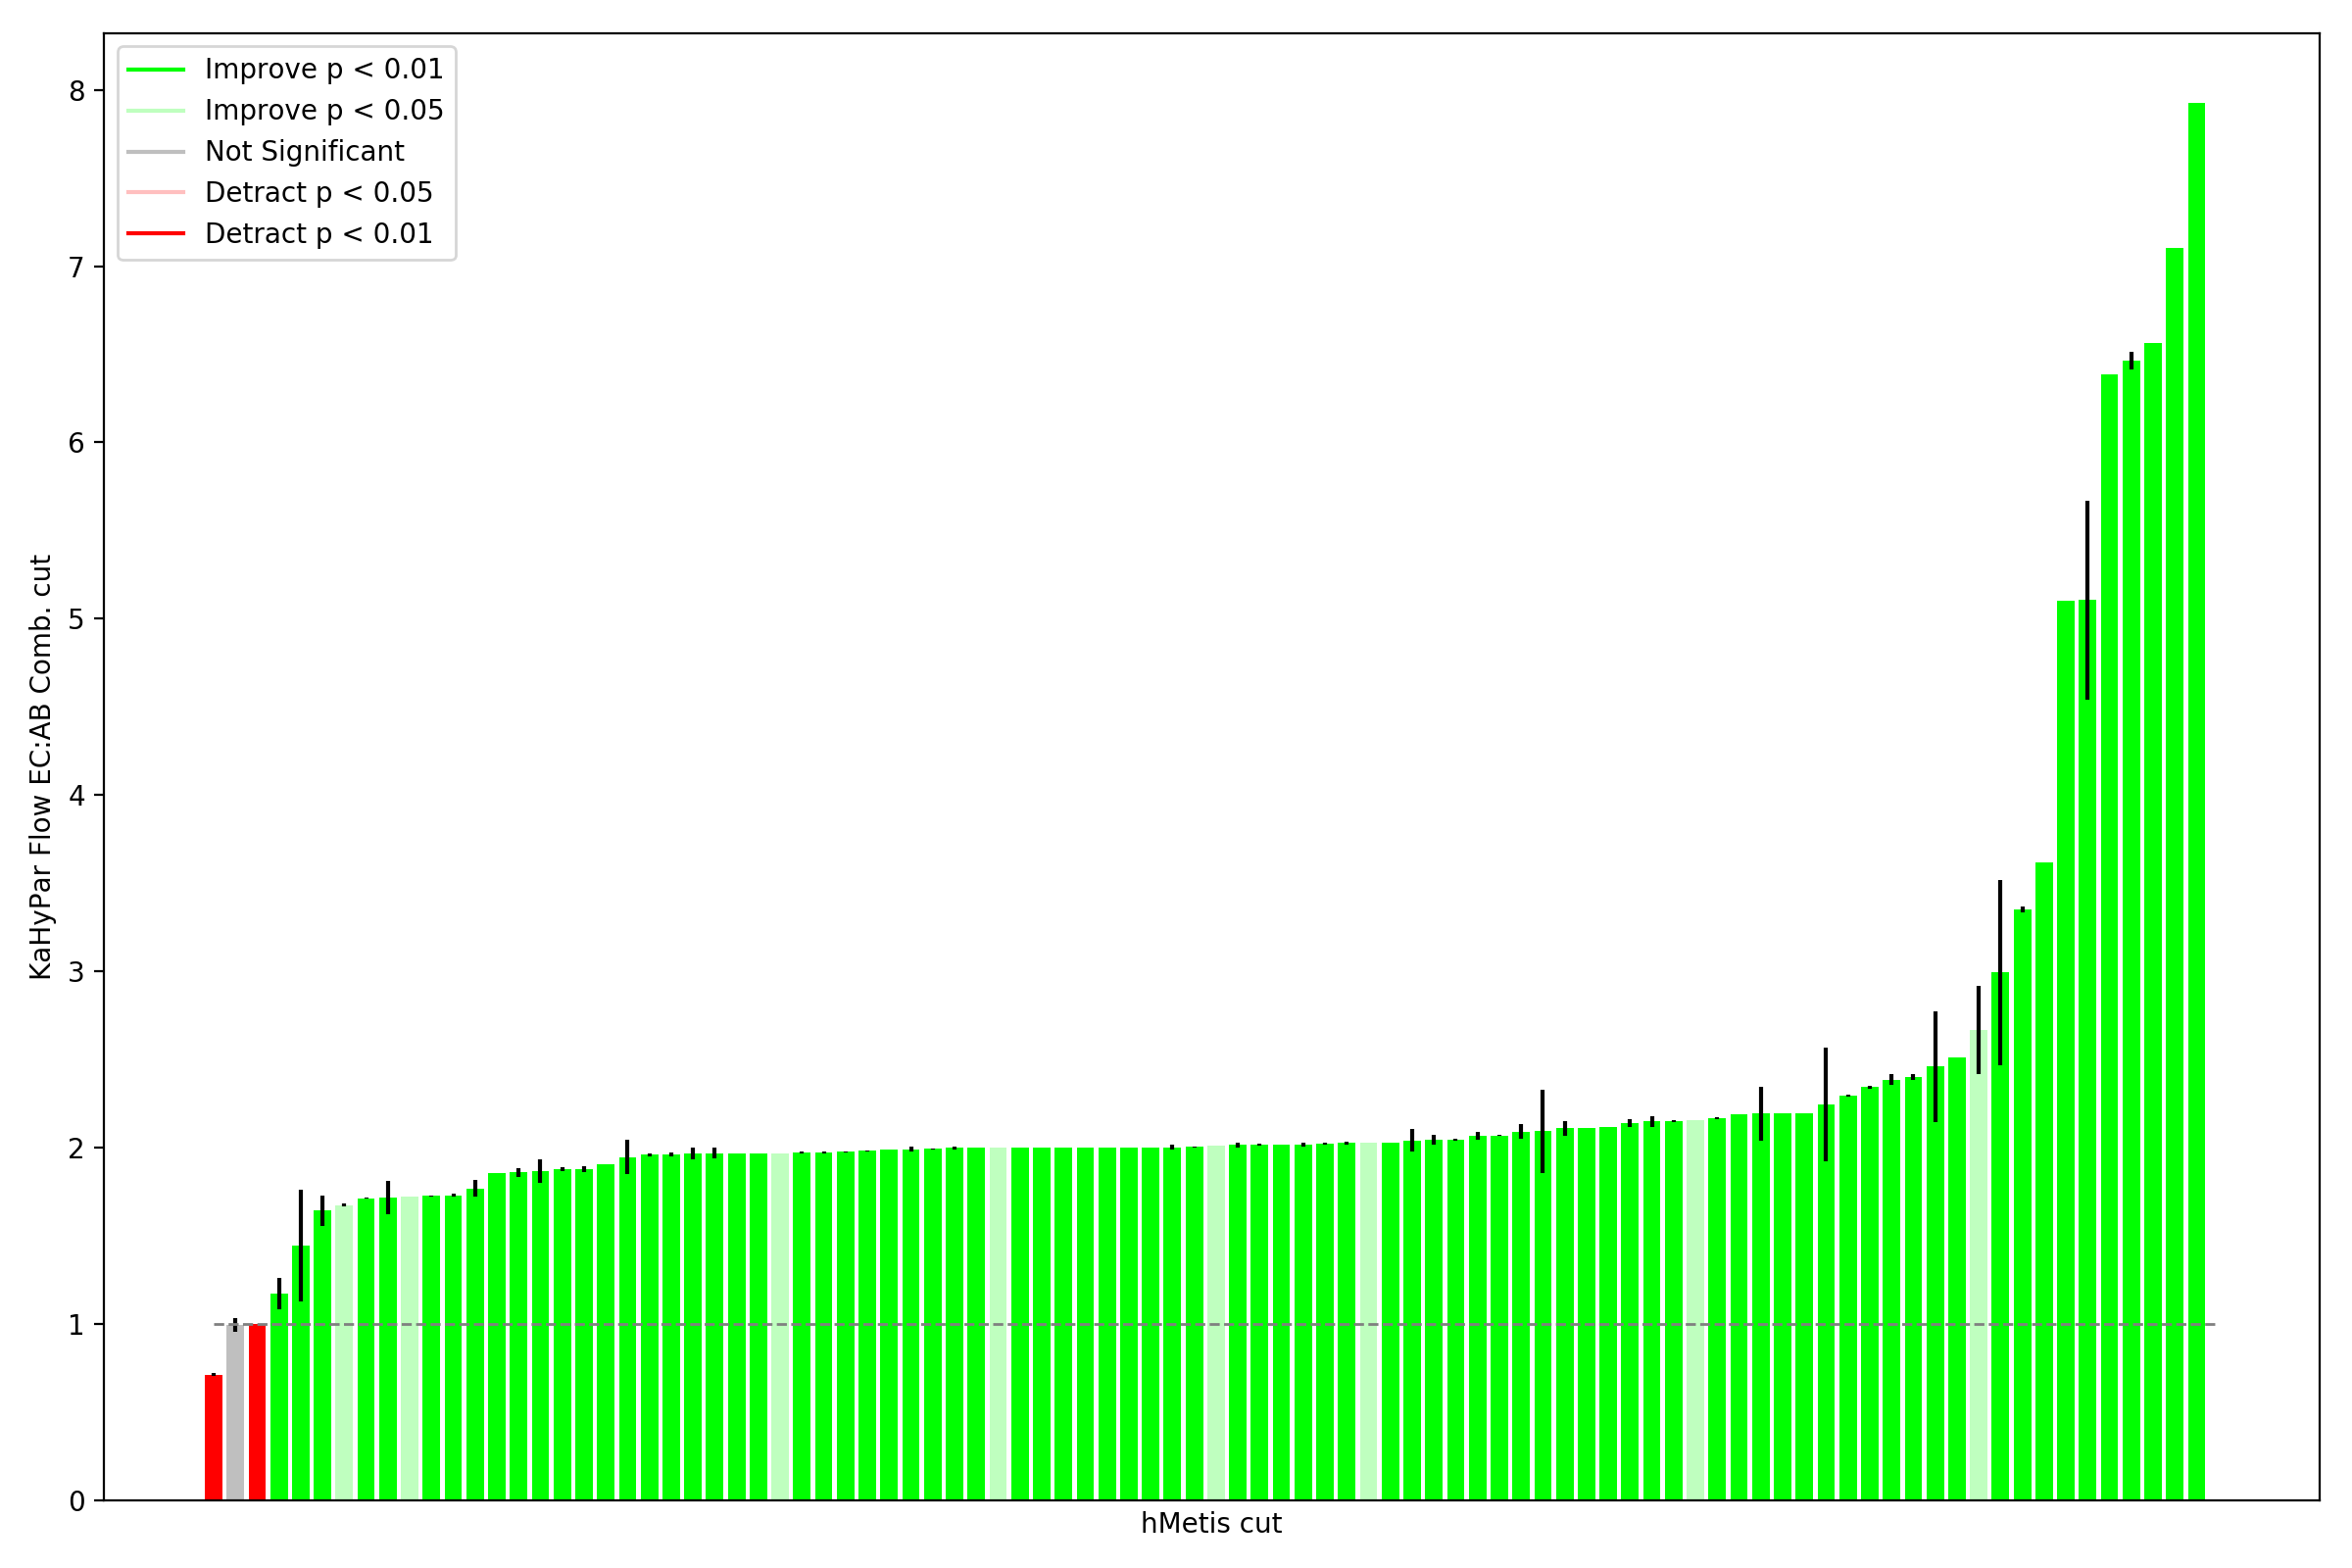 Improve p < 0.01
Improve p < 0.05
Not Significant
Detract p < 0.05
Detract p < 0.01
8
7
6
5
4
3
2
1
0
KaHyPar Flow EC:AB Comb. cut
hMetis cut